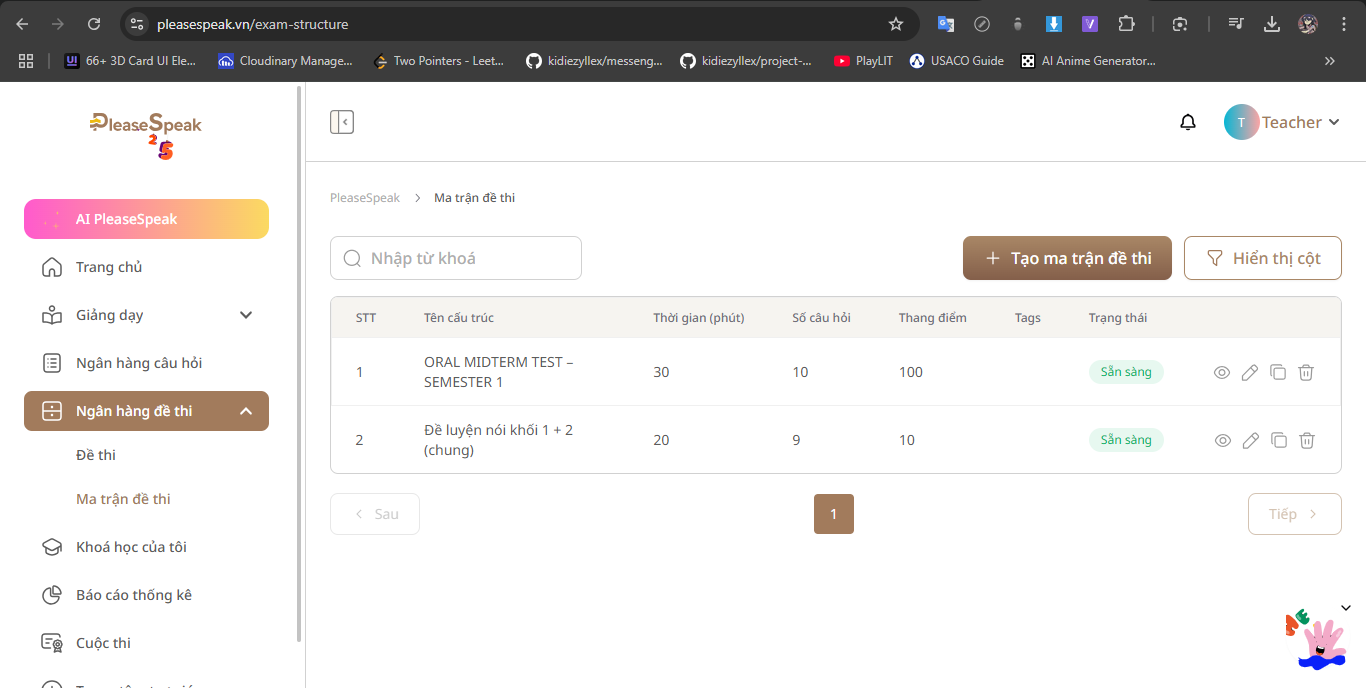 pleasespeak.vn/exam-structure
66+ 3D Card UI Ele...
Cloudinary Manage...
Two Pointers - Leet...
kidiezyllex/messeng...
kidiezyllex/project-...
PlayLIT
USACO Guide
AI Anime Generator...
PleaseSpeak
25
AI PleaseSpeak
Trang chủ
Giảng dạy
Ngân hàng câu hỏi
Ngân hàng đề thi
Đề thi
Ma trận đề thi
Khoá học của tôi
Báo cáo thống kê
Cuộc thi
T Teacher
PleaseSpeak > Ma trận đề thi
Nhập từ khoá
+ Tạo ma trận đề thi
Hiển thị cột
STT Tên cấu trúc Thời gian (phút) Số câu hỏi Thang điểm Tags Trạng thái
1 ORAL MIDTERM TEST – 30 10 100 Sẵn sàng
SEMESTER 1
2 Đề luyện nói khối 1 + 2 20 9 10 Sẵn sàng
(chung)
Sau
1
Tiếp